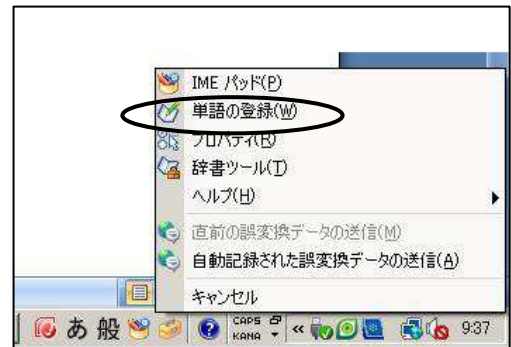 IME パッド(P)
単語の登録(W)
プロパティ(R)
辞書ツール(T)
ヘルプ(H)
直前の誤変換データの送信(M)
自動記録された誤変換データの送信(A)
キャンセル
あ 般 CAPS KANA 9:37